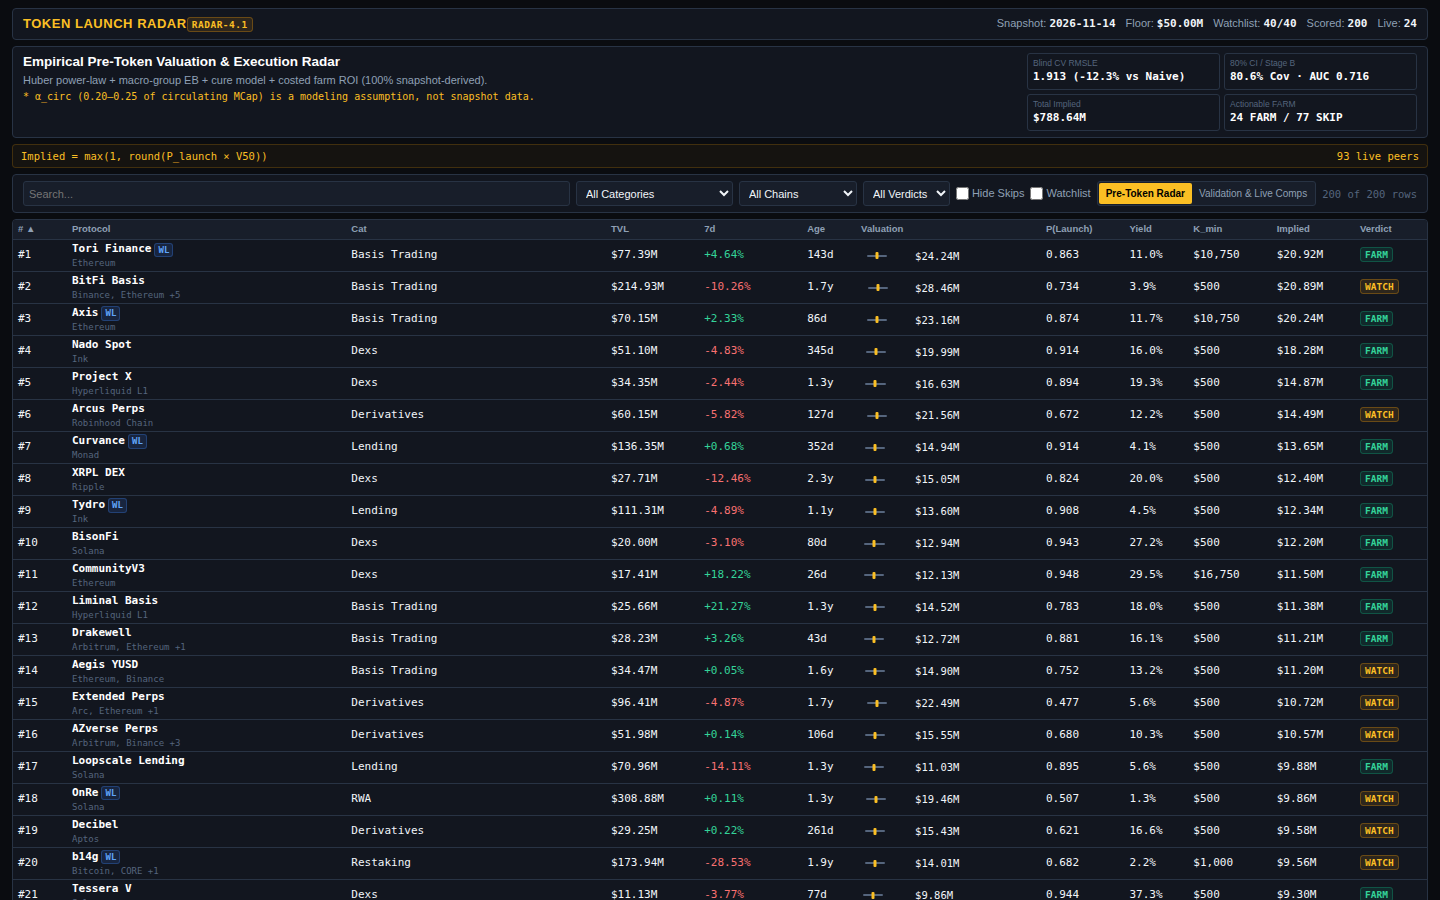 TOKEN LAUNCH RADAR RADAR-4.1 Snapshot: 2026-11-14 Floor: $50.00M Watchlist: 40/40 Scored: 200 Live: 24
Empirical Pre-Token Valuation & Execution Radar
Huber power-law + macro-group EB + cure model + costed farm ROI (100% snapshot-derived).
* α_circ (0.20–0.25 of circulating MCap) is a modeling assumption, not snapshot data.
Blind CV RMSLE
1.913 (-12.3% vs Naive)
80% CI / Stage B
80.6% Cov · AUC 0.716
Total Implied
$788.64M
Actionable FARM
24 FARM / 77 SKIP
Implied = max(1, round(P_launch × V50)) 93 live peers
Search... All Categories All Chains All Verdicts Hide Skips Watchlist Pre-Token Radar Validation & Live Comps 200 of 200 rows
# ▲ Protocol Cat TVL 7d Age Valuation P(Launch) Yield K_min Implied Verdict
#1 Tori Finance WL Basis Trading $77.39M +4.64% 143d $24.24M 0.863 11.0% $10,750 $20.92M FARM
Ethereum
#2 BitFi Basis Basis Trading $214.93M -10.26% 1.7y $28.46M 0.734 3.9% $500 $20.89M WATCH
Binance, Ethereum +5
#3 Axis WL Basis Trading $70.15M +2.33% 86d $23.16M 0.874 11.7% $10,750 $20.24M FARM
Ethereum
#4 Nado Spot Dexs $51.10M -4.83% 345d $19.99M 0.914 16.0% $500 $18.28M FARM
Ink
#5 Project X Dexs $34.35M -2.44% 1.3y $16.63M 0.894 19.3% $500 $14.87M FARM
Hyperliquid L1
#6 Arcus Perps Derivatives $60.15M -5.82% 127d $21.56M 0.672 12.2% $500 $14.49M WATCH
Robinhood Chain
#7 Curvance WL Lending $136.35M +0.68% 352d $14.94M 0.914 4.1% $500 $13.65M FARM
Monad
#8 XRPL DEX Dexs $27.71M -12.46% 2.3y $15.05M 0.824 20.0% $500 $12.40M FARM
Ripple
#9 Tydro WL Lending $111.31M -4.89% 1.1y $13.60M 0.908 4.5% $500 $12.34M FARM
Ink
#10 BisonFi Dexs $20.00M -3.10% 80d $12.94M 0.943 27.2% $500 $12.20M FARM
Solana
#11 CommunityV3 Dexs $17.41M +18.22% 26d $12.13M 0.948 29.5% $16,750 $11.50M FARM
Ethereum
#12 Liminal Basis Basis Trading $25.66M +21.27% 1.3y $14.52M 0.783 18.0% $500 $11.38M FARM
Hyperliquid L1
#13 Drakewell Basis Trading $28.23M +3.26% 43d $12.72M 0.881 16.1% $500 $11.21M FARM
Arbitrum, Ethereum +1
#14 Aegis YUSD Basis Trading $34.47M +0.05% 1.6y $14.90M 0.752 13.2% $500 $11.20M WATCH
Ethereum, Binance
#15 Extended Perps Derivatives $96.41M -4.87% 1.7y $22.49M 0.477 5.6% $500 $10.72M WATCH
Arc, Ethereum +1
#16 AZverse Perps Derivatives $51.98M +0.14% 106d $15.55M 0.680 10.3% $500 $10.57M WATCH
Arbitrum, Binance +3
#17 Loopscale Lending Lending $70.96M -14.11% 1.3y $11.03M 0.895 5.6% $500 $9.88M FARM
Solana
#18 OnRe WL RWA $308.88M +0.11% 1.3y $19.46M 0.507 1.3% $500 $9.86M WATCH
Solana
#19 Decibel Derivatives $29.25M +0.22% 261d $15.43M 0.621 16.6% $500 $9.58M WATCH
Aptos
#20 b14g WL Restaking $173.94M -28.53% 1.9y $14.01M 0.682 2.2% $1,000 $9.56M WATCH
Bitcoin, CORE +1
#21 Tessera V Dexs $11.13M -3.77% 77d $9.86M 0.944 37.3% $500 $9.30M FARM